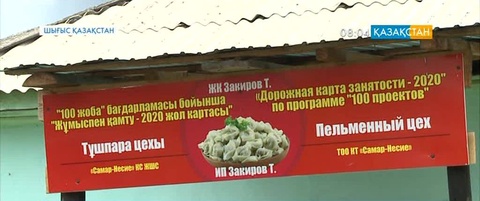 ШЫҒЫС ҚАЗАҚСТАН
08:04 ҚАЗАҚСТАН
ЖК Закиров Т.
"100 жоба" бағдарламасы бойынша
"Жұмыспен қамту - 2020 жол картасы"
Тұшпара цехы
«Самар-Несие» КС ЖШС
«Дорожная карта занятости - 2020»
по программе "100 проектов"
Пельменный цех
ТОО КТ «Самар-Несие»
ИП Закиров Т.